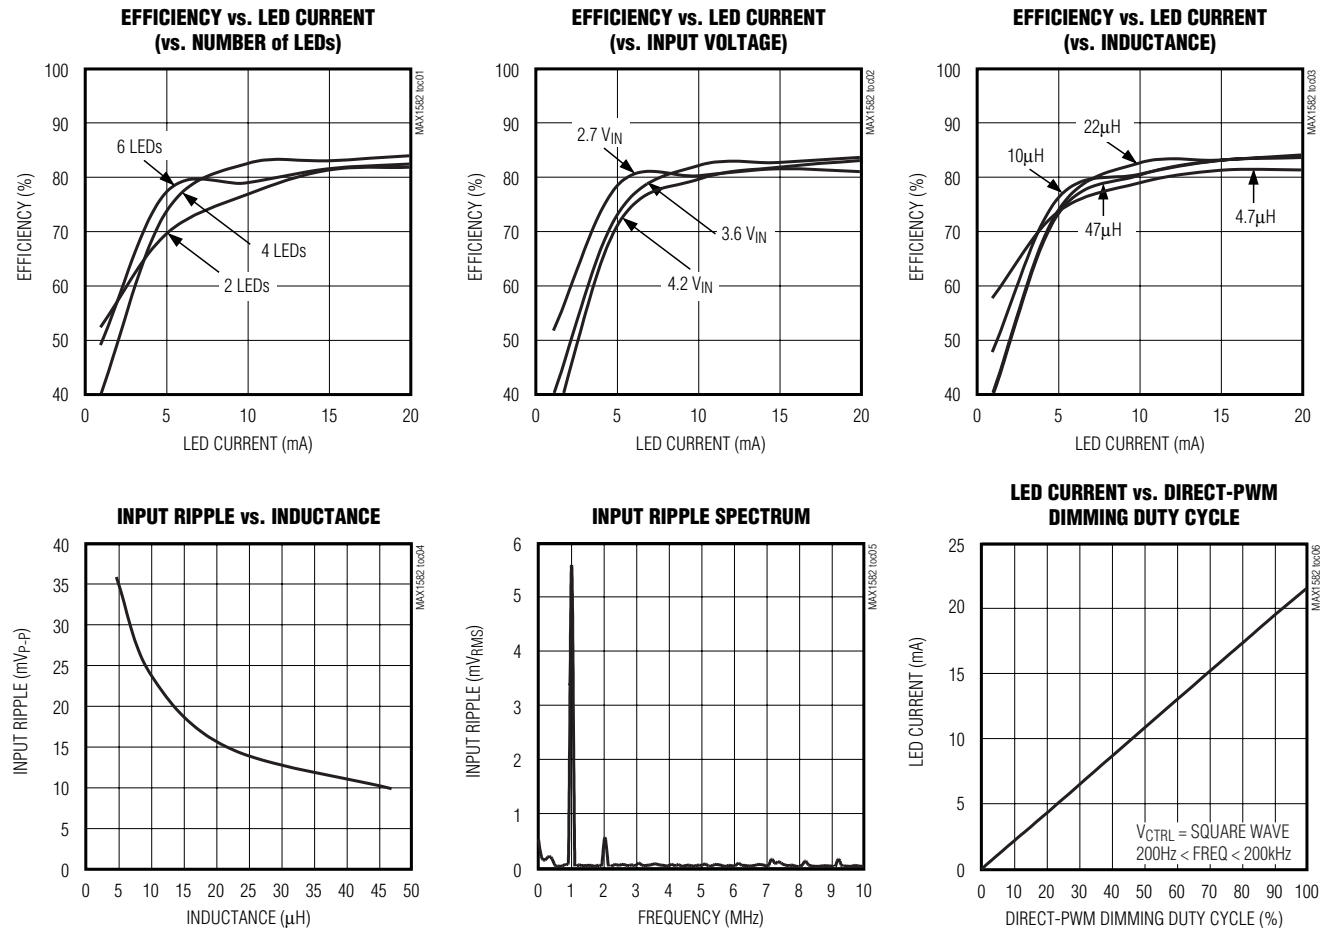 EFFICIENCY vs. LED CURRENT
(vs. NUMBER of LEDs)
100
90
80
70
60
50
40
EFFICIENCY (%)
6 LEDs
4 LEDs
2 LEDs
0 5 10 15 20
LED CURRENT (mA)
MAX1582 toc01
EFFICIENCY vs. LED CURRENT
(vs. INPUT VOLTAGE)
100
90
80
70
60
50
40
EFFICIENCY (%)
2.7 VIN
3.6 VIN
4.2 VIN
0 5 10 15 20
LED CURRENT (mA)
MAX1582 toc02
EFFICIENCY vs. LED CURRENT
(vs. INDUCTANCE)
100
90
80
70
60
50
40
EFFICIENCY (%)
22μH
10μH
47μH
4.7μH
0 5 10 15 20
LED CURRENT (mA)
MAX1582 toc03
INPUT RIPPLE vs. INDUCTANCE
40
35
30
25
20
15
10
5
0
INPUT RIPPLE (mVP-P)
0 5 10 15 20 25 30 35 40 45 50
INDUCTANCE (μH)
MAX1582 toc04
INPUT RIPPLE SPECTRUM
6
5
4
3
2
1
0
INPUT RIPPLE (mVRMS)
0 1 2 3 4 5 6 7 8 9 10
FREQUENCY (MHz)
MAX1582 toc05
LED CURRENT vs. DIRECT-PWM
DIMMING DUTY CYCLE
25
20
15
10
5
0
LED CURRENT (mA)
VCTRL = SQUARE WAVE
200Hz < FREQ < 200kHz
0 10 20 30 40 50 60 70 80 90 100
DIRECT-PWM DIMMING DUTY CYCLE (%)
MAX1582 toc06